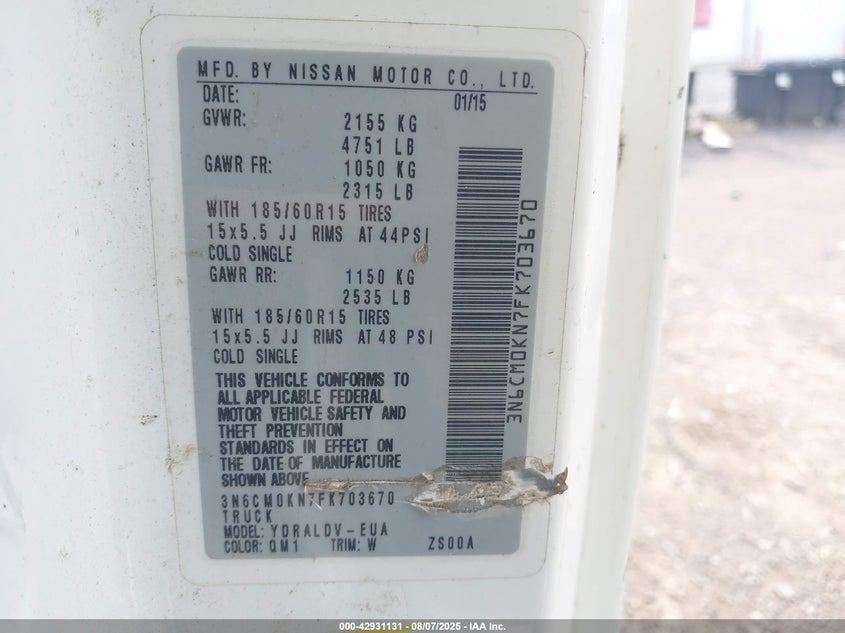 MFD. BY NISSAN MOTOR CO., LTD.
DATE: 01/15
GVWR: 2155 KG
4751 LB
GAWR FR: 1050 KG
2315 LB
WITH 185/60R15 TIRES
15x5.5 JJ RIMS AT 44PSI
COLD SINGLE
GAWR RR: 1150 KG
2535 LB
WITH 185/60R15 TIRES
15x5.5 JJ RIMS AT 48 PSI
COLD SINGLE
THIS VEHICLE CONFORMS TO
ALL APPLICABLE FEDERAL
MOTOR VEHICLE SAFETY AND
THEFT PREVENTION
STANDARDS IN EFFECT ON
THE DATE OF MANUFACTURE
SHOWN ABOVE
3N6CM0KN7FK703670
TRUCK
MODEL: YDRALDV-EUA
COLOR: QM1 TRIM: W ZS00A
3N6CM0KN7FK703670
000-42931131 - 08/07/2025 - IAA Inc.